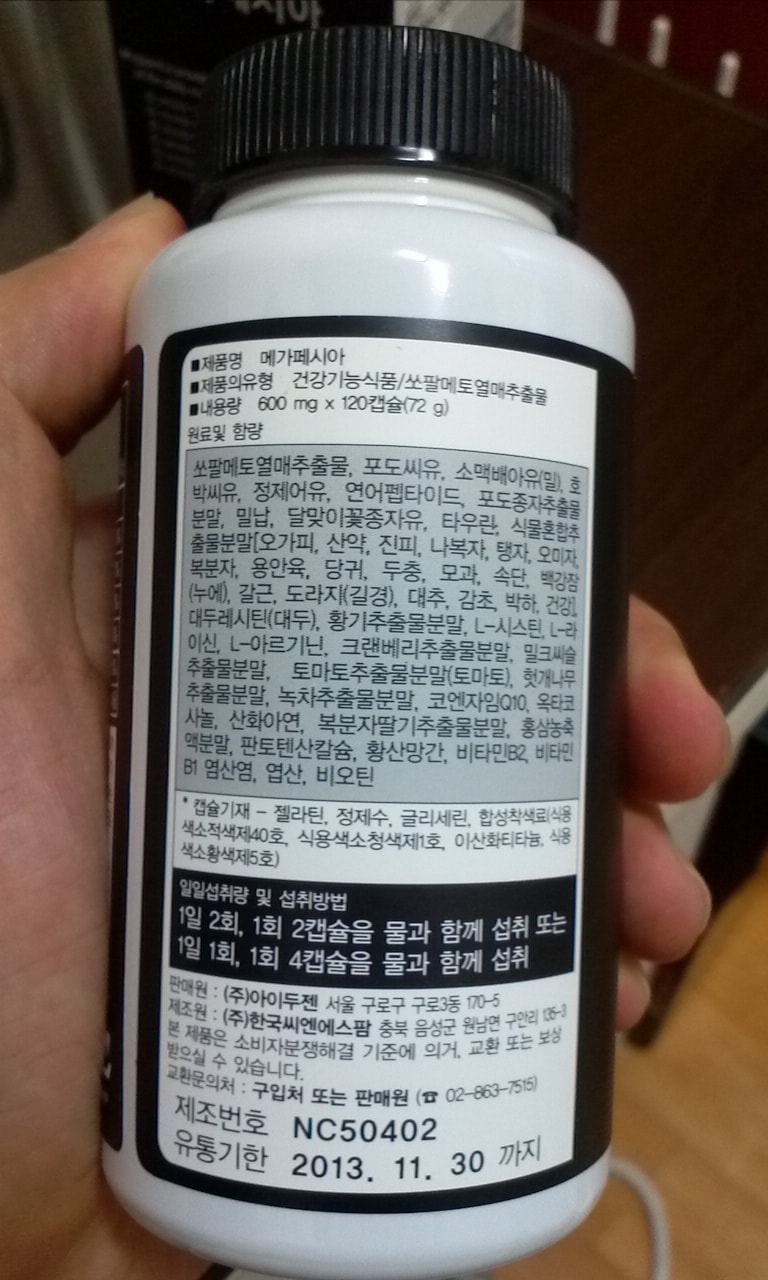 페시아
■제품명 메가페시아
■제품의유형 건강기능식품/쏘팔메토열매추출물
■내용량 600 mg x 120캡슐(72 g)
원료및 함량
쏘팔메토열매추출물, 포도씨유, 소맥배아유(밀), 호
박씨유, 정제어유, 연어펩타이드, 포도종자추출물
분말, 밀납, 달맞이꽃종자유, 타우린, 식물혼합추
출물분말[오가피, 산약, 진피, 나복자, 탱자, 오미자,
복분자, 용안육, 당귀, 두충, 모과, 속단, 백강잠
(누에), 갈근, 도라지(길경), 대추, 감초, 박하, 건강],
대두레시틴(대두), 황기추출물분말, L-시스틴, L-라
이신, L-아르기닌, 크랜베리추출물분말, 밀크씨슬
추출물분말, 토마토추출물분말(토마토), 헛개나무
추출물분말, 녹차추출물분말, 코엔자임Q10, 옥타코
사놀, 산화아연, 복분자딸기추출물분말, 홍삼농축
액분말, 판토텐산칼슘, 황산망간, 비타민B2, 비타민
B1 염산염, 엽산, 비오틴
* 캡슐기재 - 젤라틴, 정제수, 글리세린, 합성착색료(식용
색소적색제40호, 식용색소청색제1호, 이산화티타늄, 식용
색소황색제5호)
일일섭취량 및 섭취방법
1일 2회, 1회 2캡슐을 물과 함께 섭취 또는
1일 1회, 1회 4캡슐을 물과 함께 섭취
판매원 : (주)아이두젠 서울 구로구 구로3동 170-5
제조원 : (주)한국씨엔에스팜 충북 음성군 원남면 구안리 135-3
본 제품은 소비자분쟁해결 기준에 의거, 교환 또는 보상
받으실 수 있습니다.
교환문의처 : 구입처 또는 판매원 (☎ 02-863-7515)
제조번호 NC50402
유통기한 2013. 11. 30 까지